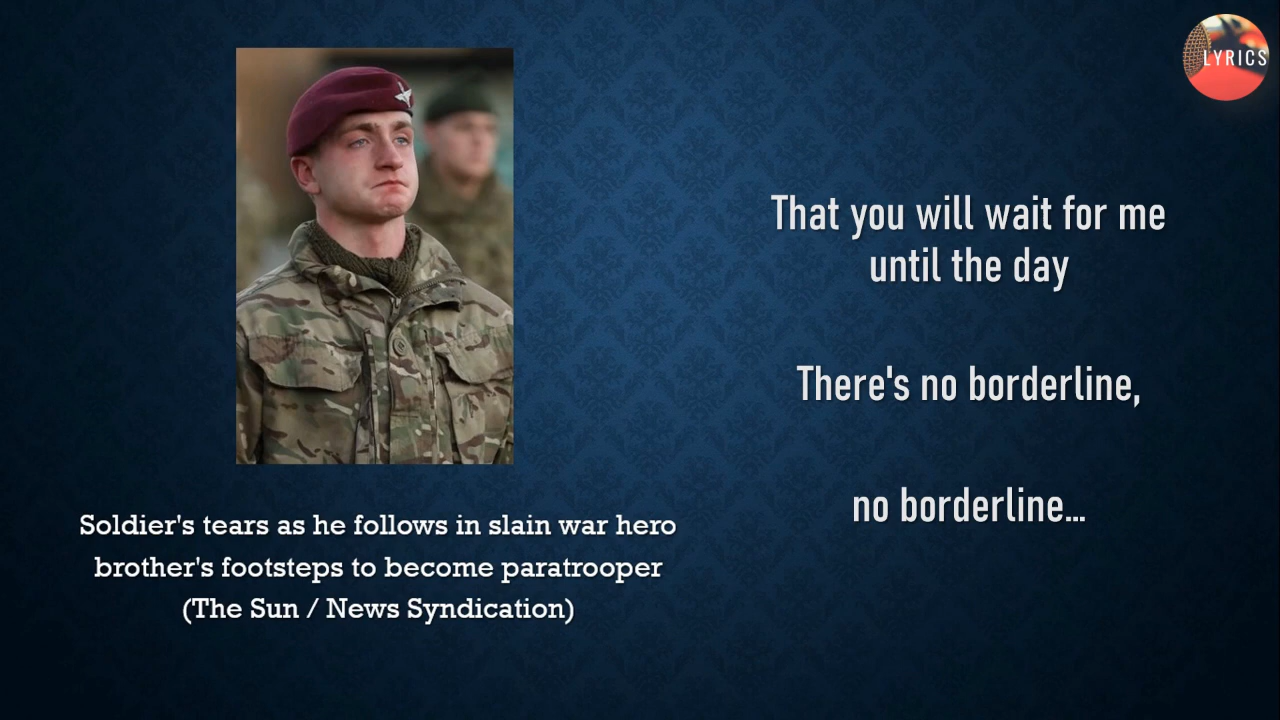 LYRICS
That you will wait for me
until the day
There's no borderline,
no borderline...
Soldier's tears as he follows in slain war hero
brother's footsteps to become paratrooper
(The Sun / News Syndication)